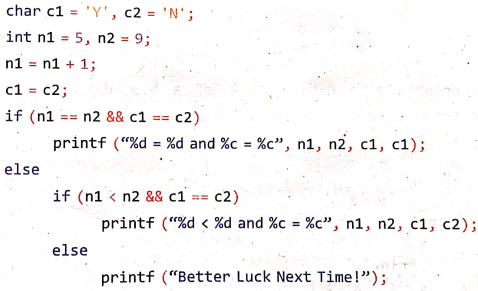 char c1 = 'Y', c2 = 'N';
int n1 = 5, n2 = 9;
n1 = n1 + 1;
c1 = c2;
if (n1 == n2 && c1 == c2)
printf (“%d = %d and %c = %c”, n1, n2, c1, c1);
else
if (n1 < n2 && c1 == c2)
printf (“%d < %d and %c = %c”, n1, n2, c1, c2);
else
printf (“Better Luck Next Time!”);